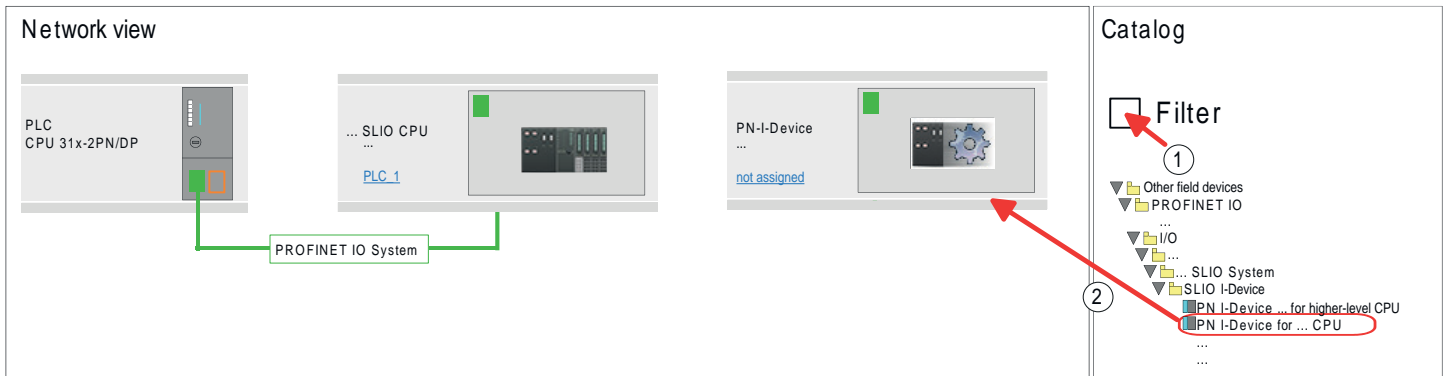 Network view
PLC
CPU 31x-2PN/DP
... SLIO CPU
...
PLC_1
PROFINET IO System
PN-I-Device
...
not assigned
Catalog
Filter
1
Other field devices
PROFINET IO
...
I/O
...
... SLIO System
SLIO I-Device
PN I-Device ... for higher-level CPU
PN I-Device for ... CPU
...
...
2